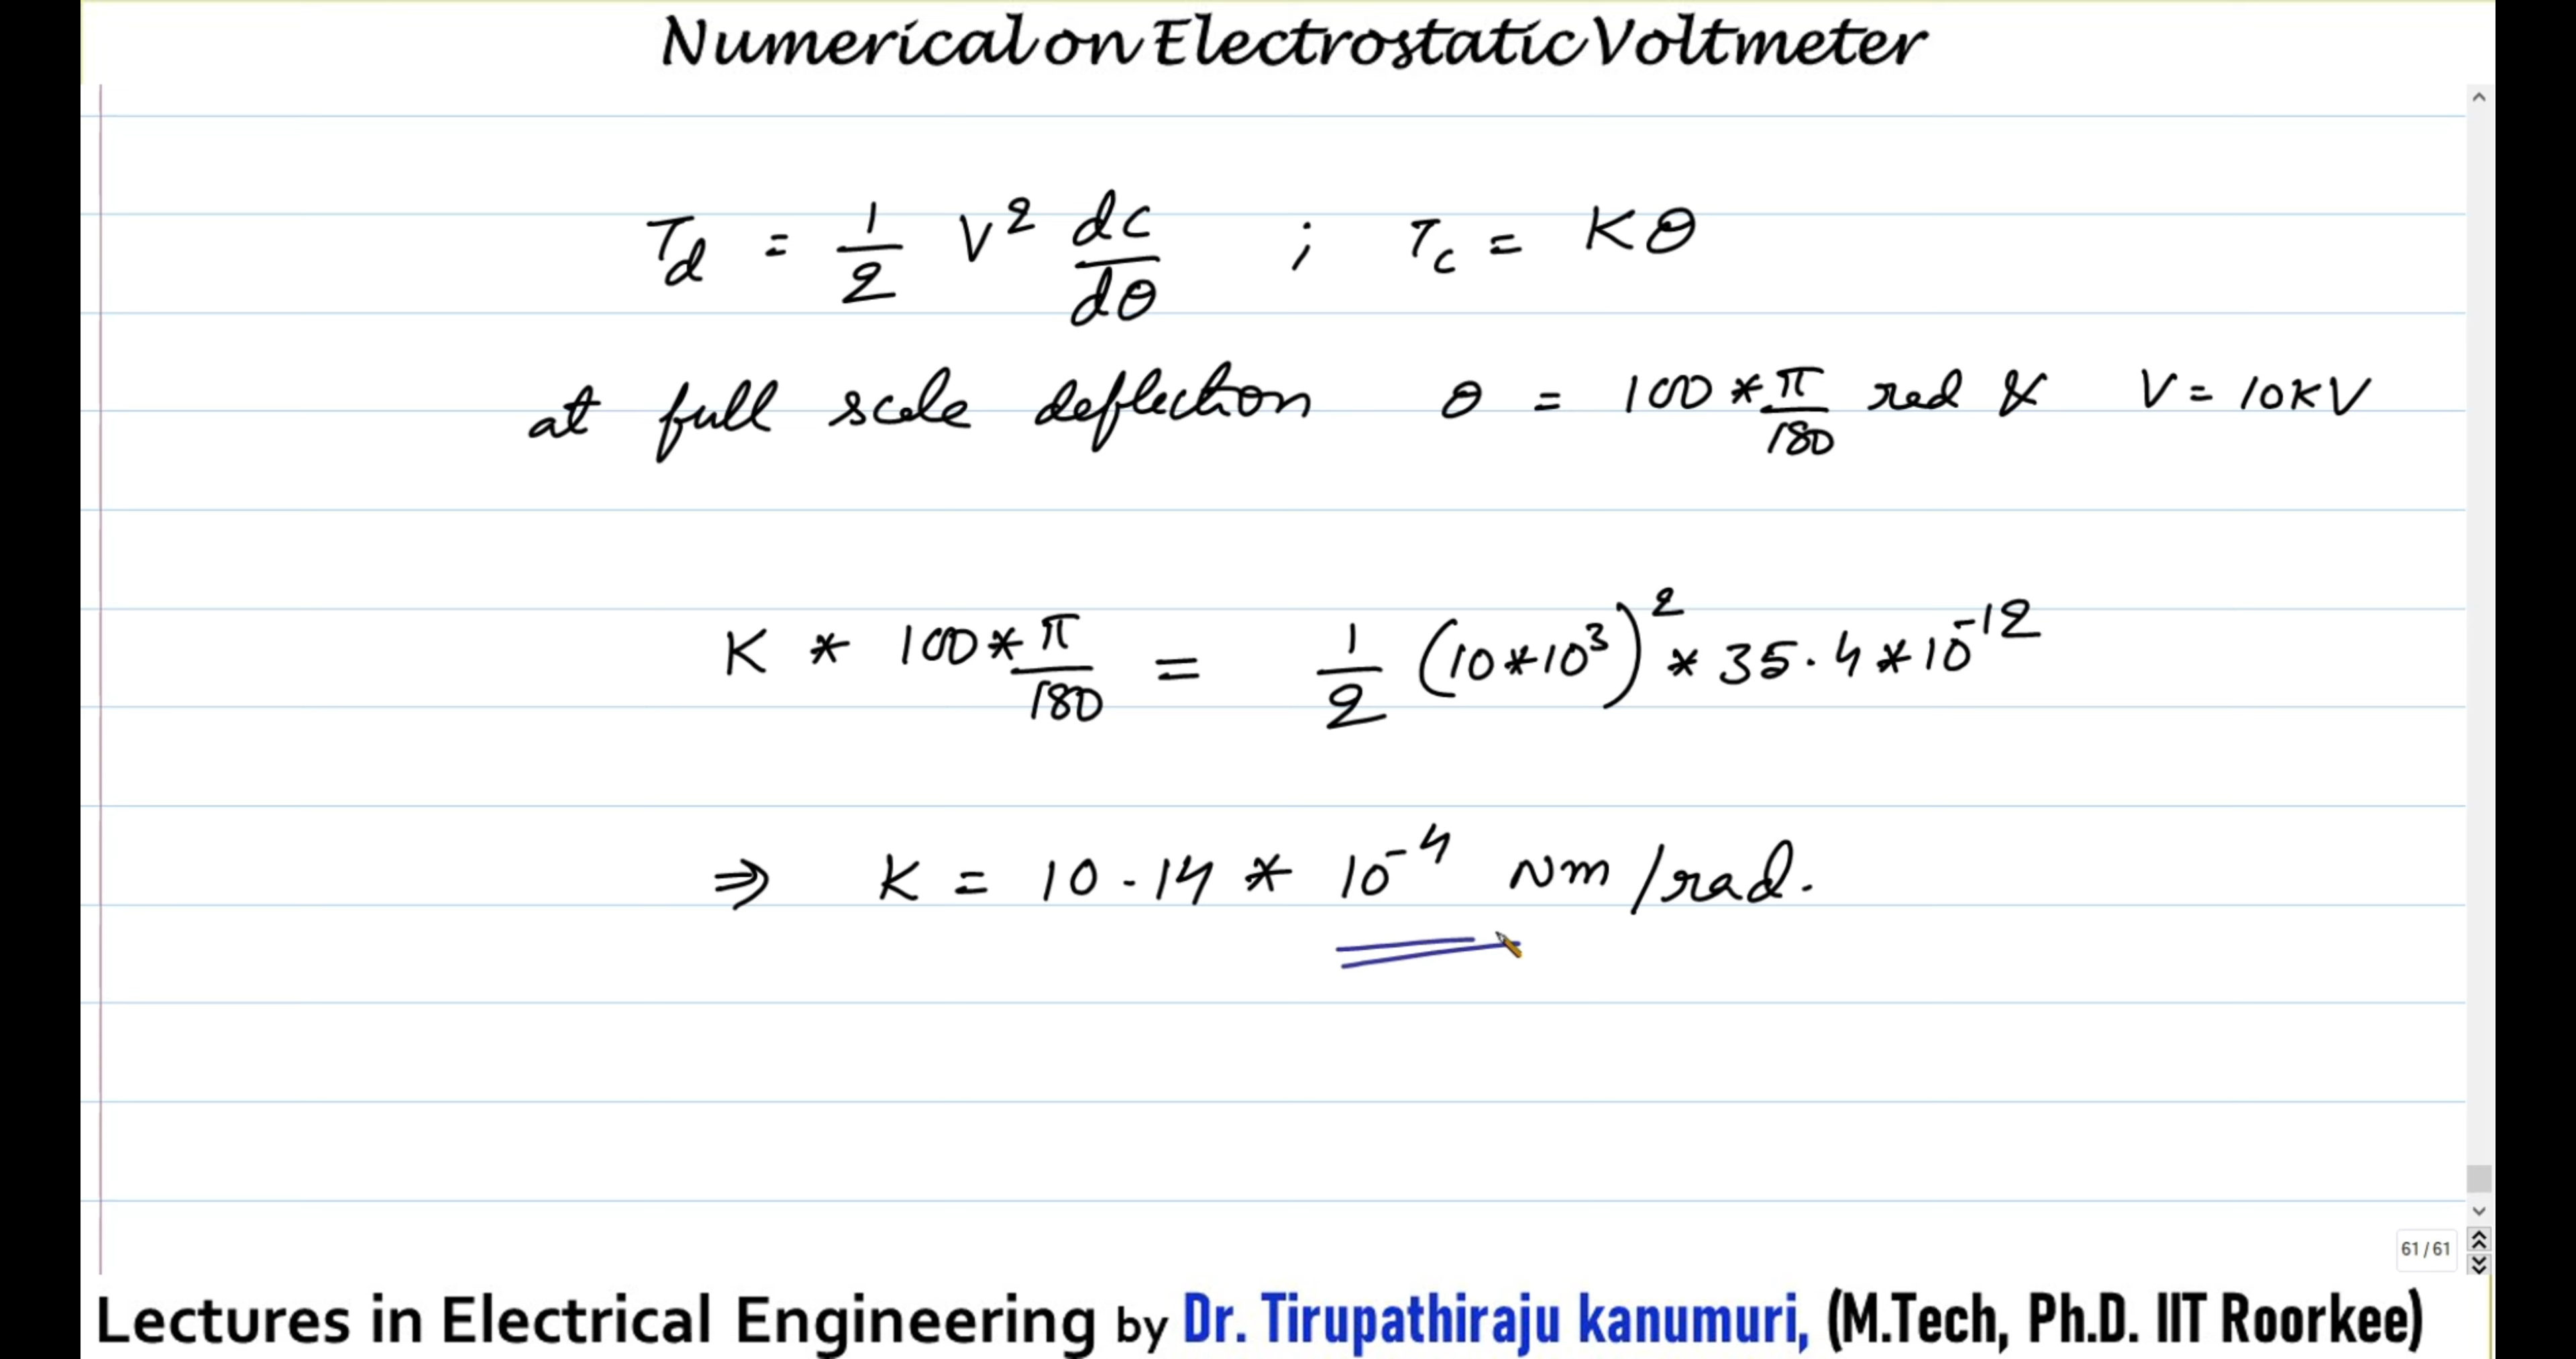 Numerical on Electrostatic Voltmeter
T_d = 1/2 V² dc/dθ ; T_c = Kθ
at full scale deflection θ = 100 * π/180 rad & V = 10KV
K * 100 * π/180 = 1/2 (10*10³)² * 35.4 * 10⁻¹²
⇒ K = 10.14 * 10⁻⁴ Nm/rad.
61 / 61
Lectures in Electrical Engineering by Dr. Tirupathiraju kanumuri, (M.Tech, Ph.D. IIT Roorkee)